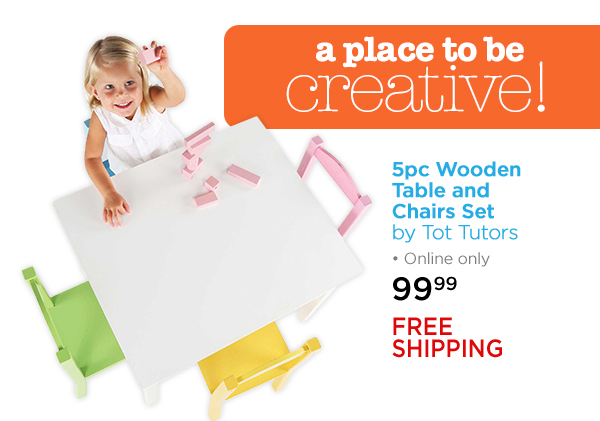 a place to be
creative!
5pc Wooden
Table and
Chairs Set
by Tot Tutors
• Online only
99⁹⁹
FREE
SHIPPING